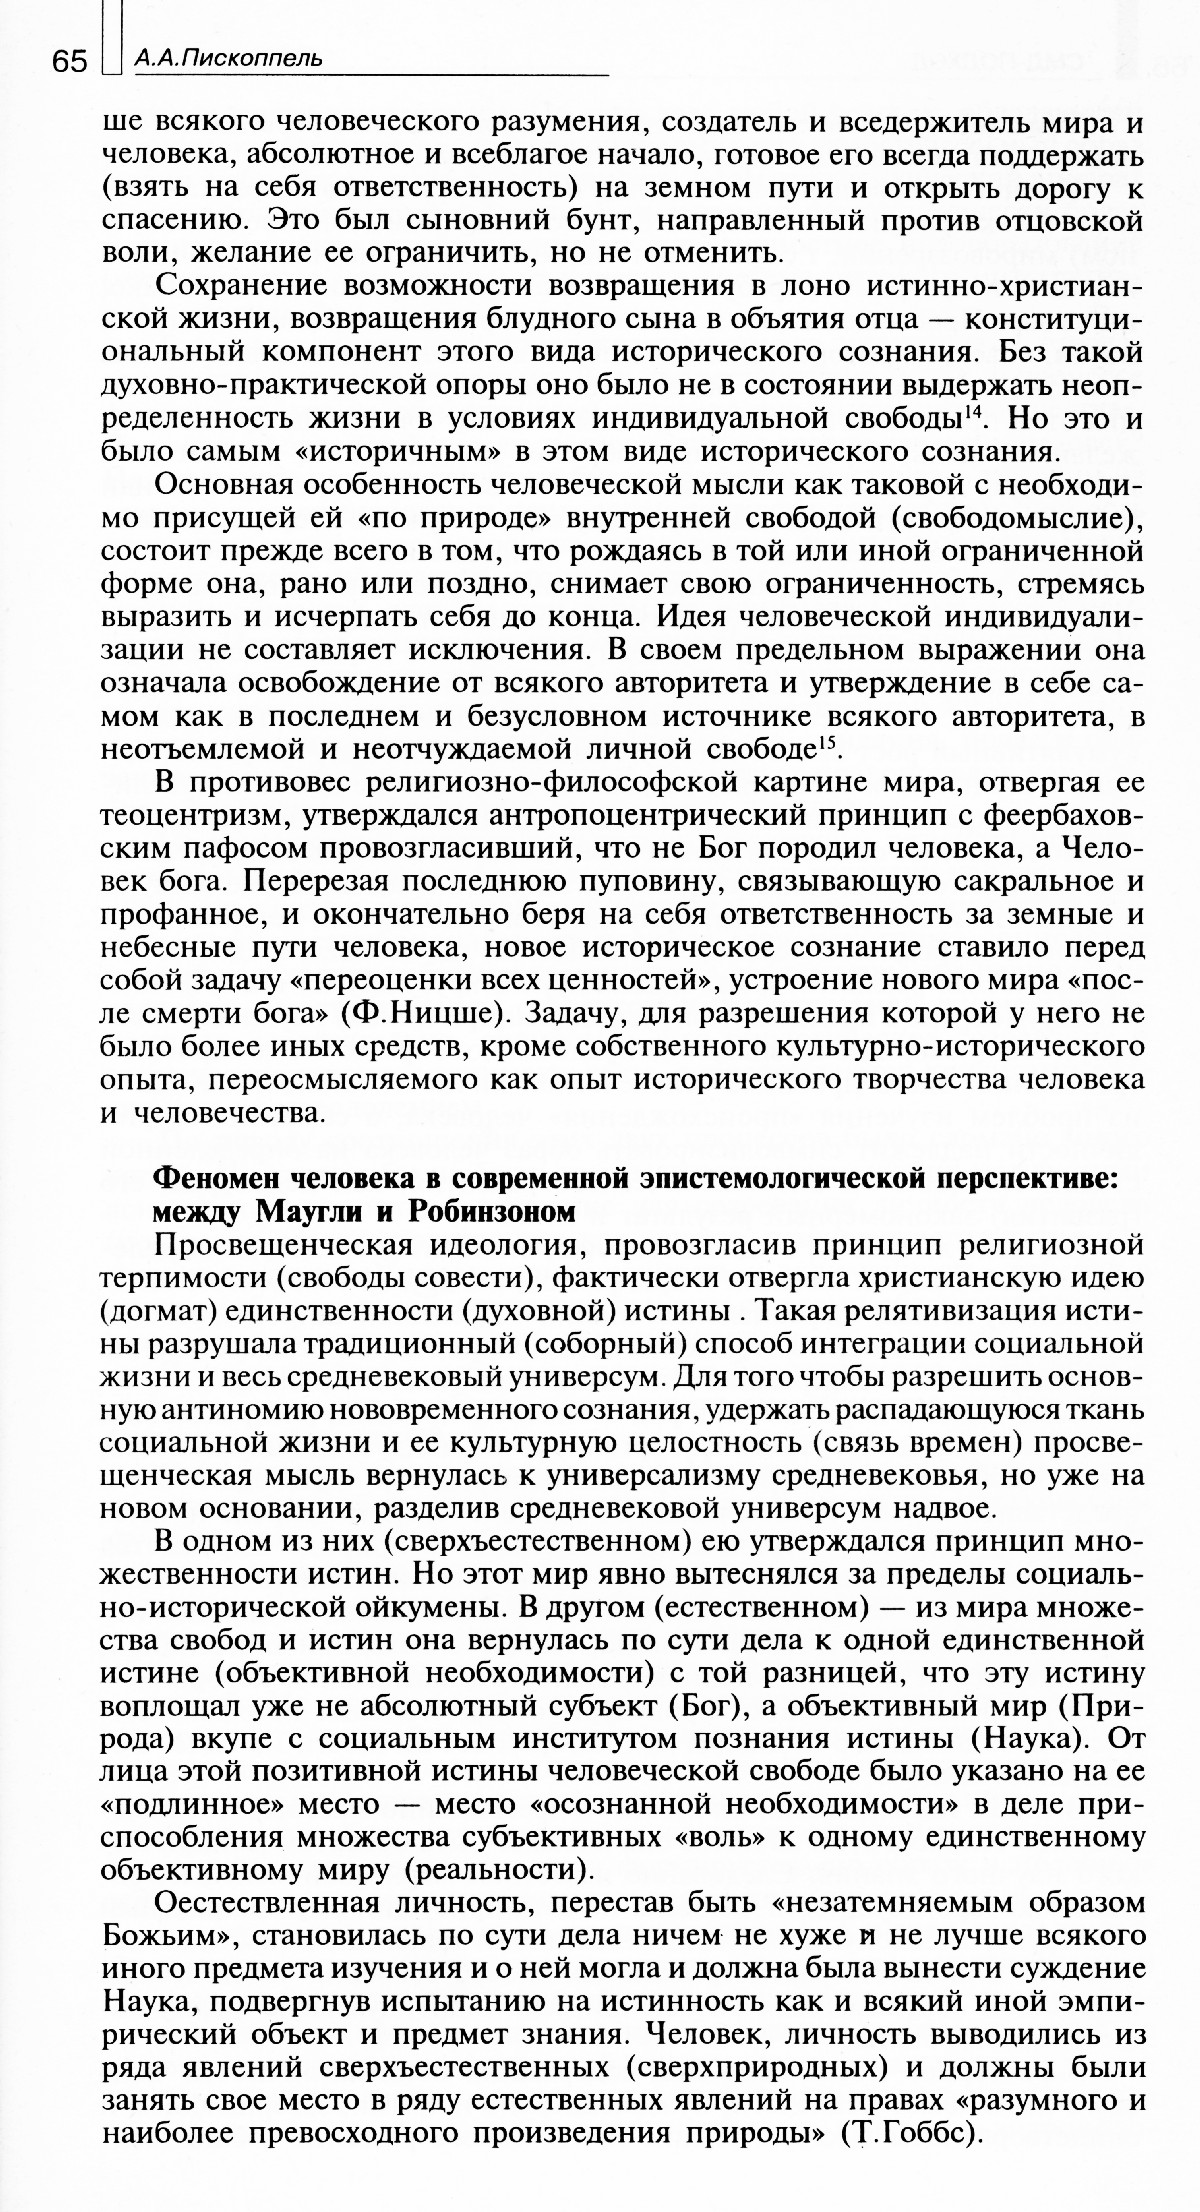 65 А.А.Пископпель
ше всякого человеческого разумения, создатель и вседержитель мира и
человека, абсолютное и всеблагое начало, готовое его всегда поддержать
(взять на себя ответственность) на земном пути и открыть дорогу к
спасению. Это был сыновний бунт, направленный против отцовской
воли, желание ее ограничить, но не отменить.
Сохранение возможности возвращения в лоно истинно-христиан-
ской жизни, возвращения блудного сына в объятия отца — конституци-
ональный компонент этого вида исторического сознания. Без такой
духовно-практической опоры оно было не в состоянии выдержать неоп-
ределенность жизни в условиях индивидуальной свободы¹⁴. Но это и
было самым «историчным» в этом виде исторического сознания.
Основная особенность человеческой мысли как таковой с необходи-
мо присущей ей «по природе» внутренней свободой (свободомыслие),
состоит прежде всего в том, что рождаясь в той или иной ограниченной
форме она, рано или поздно, снимает свою ограниченность, стремясь
выразить и исчерпать себя до конца. Идея человеческой индивидуали-
зации не составляет исключения. В своем предельном выражении она
означала освобождение от всякого авторитета и утверждение в себе са-
мом как в последнем и безусловном источнике всякого авторитета, в
неотъемлемой и неотчуждаемой личной свободе¹⁵.
В противовес религиозно-философской картине мира, отвергая ее
теоцентризм, утверждался антропоцентрический принцип с феербахов-
ским пафосом провозгласивший, что не Бог породил человека, а Чело-
век бога. Перерезая последнюю пуповину, связывающую сакральное и
профанное, и окончательно беря на себя ответственность за земные и
небесные пути человека, новое историческое сознание ставило перед
собой задачу «переоценки всех ценностей», устроение нового мира «пос-
ле смерти бога» (Ф.Ницше). Задачу, для разрешения которой у него не
было более иных средств, кроме собственного культурно-исторического
опыта, переосмысляемого как опыт исторического творчества человека
и человечества.
Феномен человека в современной эпистемологической перспективе:
между Маугли и Робинзоном
Просвещенческая идеология, провозгласив принцип религиозной
терпимости (свободы совести), фактически отвергла христианскую идею
(догмат) единственности (духовной) истины . Такая релятивизация исти-
ны разрушала традиционный (соборный) способ интеграции социальной
жизни и весь средневековый универсум. Для того чтобы разрешить основ-
ную антиномию нововременного сознания, удержать распадающуюся ткань
социальной жизни и ее культурную целостность (связь времен) просве-
щенческая мысль вернулась к универсализму средневековья, но уже на
новом основании, разделив средневековой универсум надвое.
В одном из них (сверхъестественном) ею утверждался принцип мно-
жественности истин. Но этот мир явно вытеснялся за пределы социаль-
но-исторической ойкумены. В другом (естественном) — из мира множе-
ства свобод и истин она вернулась по сути дела к одной единственной
истине (объективной необходимости) с той разницей, что эту истину
воплощал уже не абсолютный субъект (Бог), а объективный мир (При-
рода) вкупе с социальным институтом познания истины (Наука). От
лица этой позитивной истины человеческой свободе было указано на ее
«подлинное» место — место «осознанной необходимости» в деле при-
способления множества субъективных «воль» к одному единственному
объективному миру (реальности).
Оестествленная личность, перестав быть «незатемняемым образом
Божьим», становилась по сути дела ничем не хуже и не лучше всякого
иного предмета изучения и о ней могла и должна была вынести суждение
Наука, подвергнув испытанию на истинность как и всякий иной эмпи-
рический объект и предмет знания. Человек, личность выводились из
ряда явлений сверхъестественных (сверхприродных) и должны были
занять свое место в ряду естественных явлений на правах «разумного и
наиболее превосходного произведения природы» (Т.Гоббс).